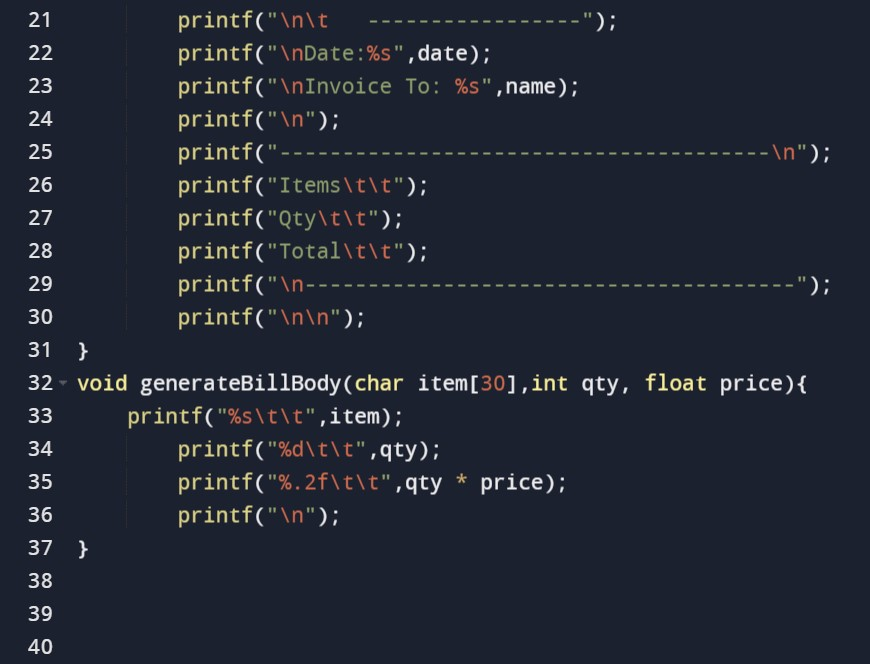 21 printf("\n\t   -----------------");
22 printf("\nDate:%s",date);
23 printf("\nInvoice To: %s",name);
24 printf("\n");
25 printf("---------------------------------------\n");
26 printf("Items\t\t");
27 printf("Qty\t\t");
28 printf("Total\t\t");
29 printf("\n---------------------------------------");
30 printf("\n\n");
31 }
32 void generateBillBody(char item[30],int qty, float price){
33 printf("%s\t\t",item);
34 printf("%d\t\t",qty);
35 printf("%.2f\t\t",qty * price);
36 printf("\n");
37 }
38
39
40